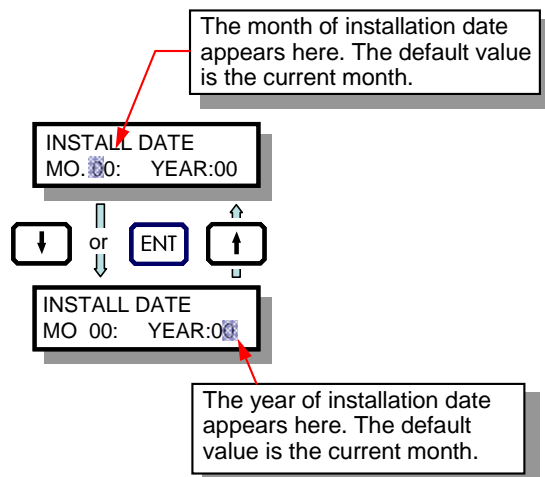 The month of installation date
appears here. The default value
is the current month.
INSTALL DATE
MO. 00: YEAR:00
or ENT
INSTALL DATE
MO 00: YEAR:00
The year of installation date
appears here. The default
value is the current month.